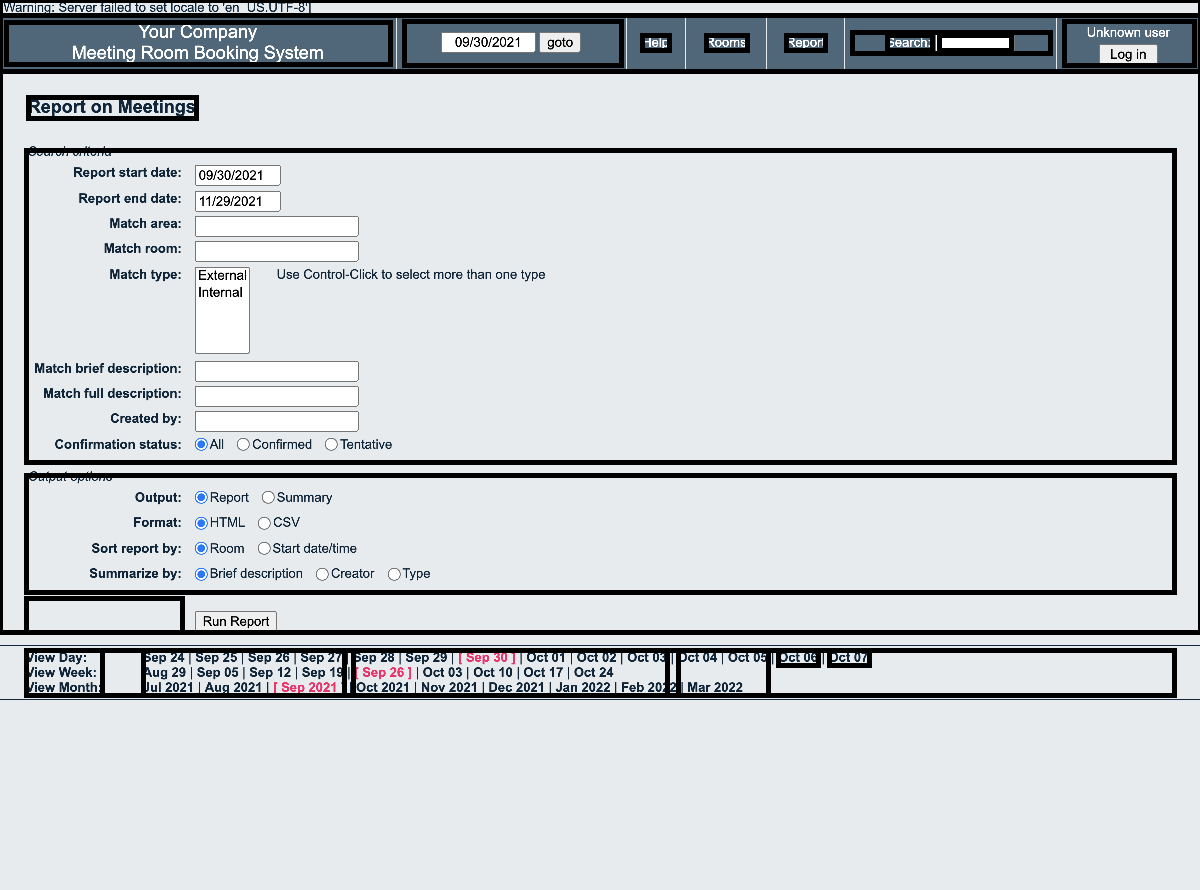 Warning: Server failed to set locale to 'en_US.UTF-8']
Your Company
Meeting Room Booking System
09/30/2021 goto
Help
Rooms
Report
Search:
Unknown user
Log in
Report on Meetings
Search criteria
Report start date: 09/30/2021
Report end date: 11/29/2021
Match area:
Match room:
Match type: External Use Control-Click to select more than one type
Internal
Match brief description:
Match full description:
Created by:
Confirmation status: All Confirmed Tentative
Output options
Output: Report Summary
Format: HTML CSV
Sort report by: Room Start date/time
Summarize by: Brief description Creator Type
Run Report
View Day: Sep 24 | Sep 25 | Sep 26 | Sep 27 | Sep 28 | Sep 29 | [ Sep 30 ] | Oct 01 | Oct 02 | Oct 03 | Oct 04 | Oct 05 | Oct 06 | Oct 07
View Week: Aug 29 | Sep 05 | Sep 12 | Sep 19 | [ Sep 26 ] | Oct 03 | Oct 10 | Oct 17 | Oct 24
View Month: Jul 2021 | Aug 2021 | [ Sep 2021 ] | Oct 2021 | Nov 2021 | Dec 2021 | Jan 2022 | Feb 2022 | Mar 2022